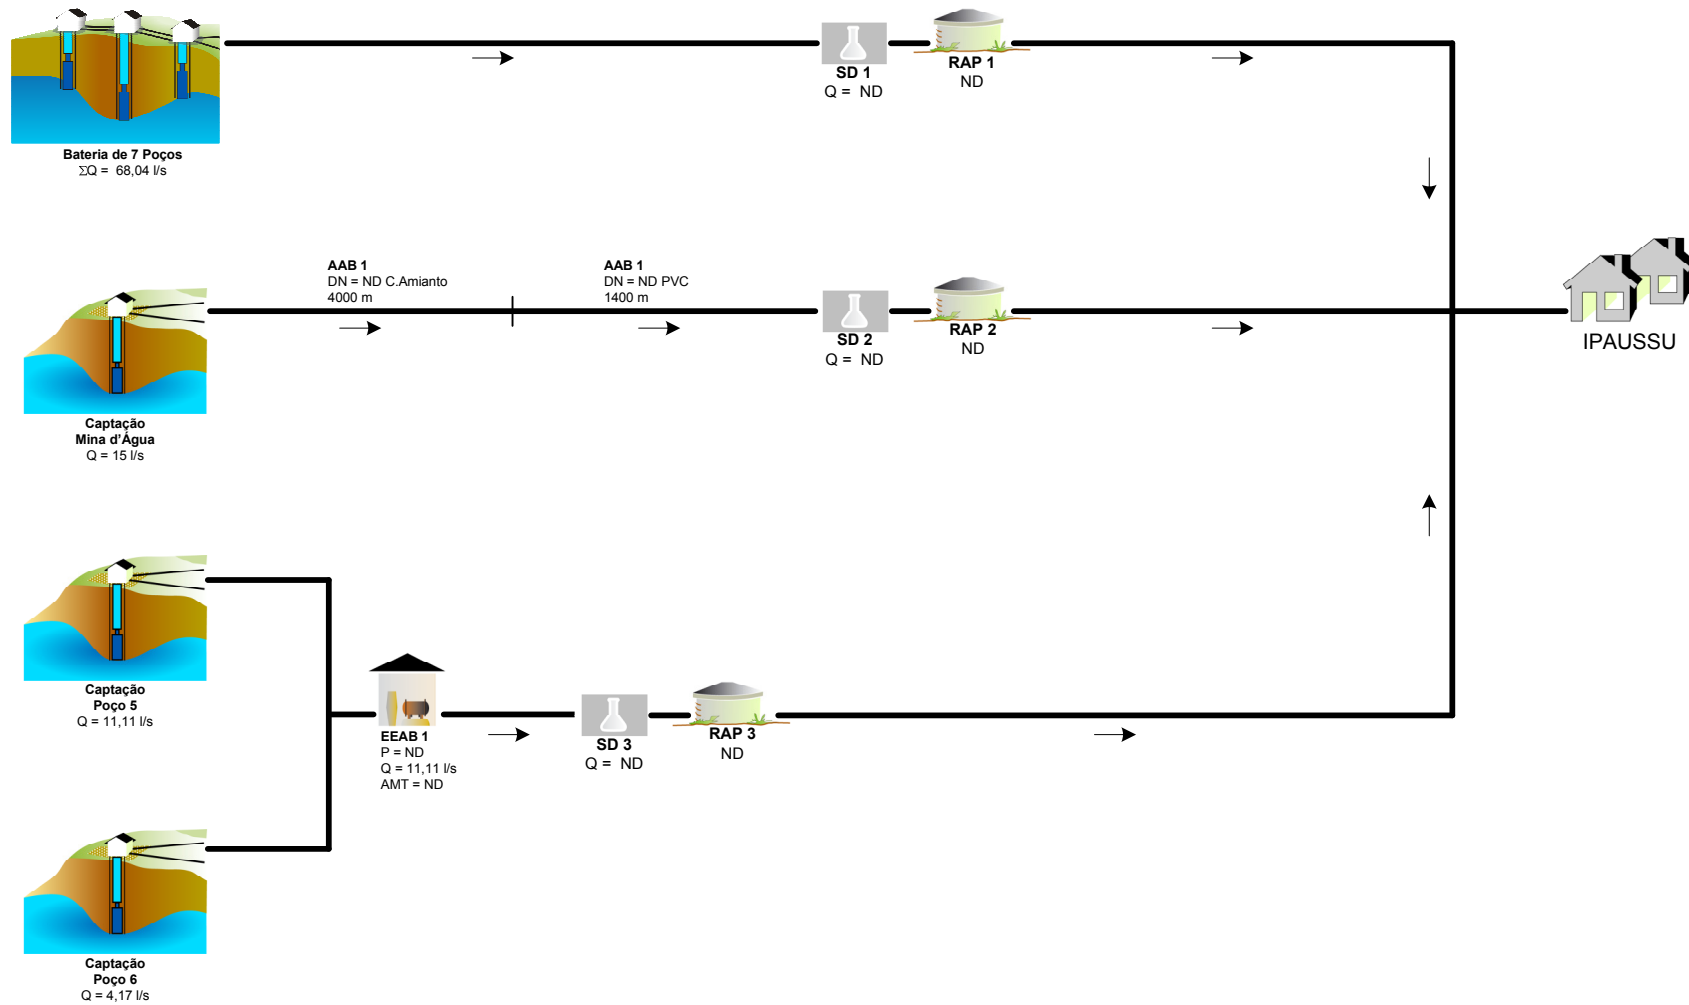 Bateria de 7 Poços
ΣQ =  68,04 l/s
SD 1
Q =  ND
RAP 1
ND
AAB 1
DN = ND C.Amianto
4000 m
AAB 1
DN = ND PVC
1400 m
SD 2
Q =  ND
RAP 2
ND
IPAUSSU
Captação
Mina d'Água
Q = 15 l/s
Captação
Poço 5
Q = 11,11 l/s
EEAB 1
P = ND
Q = 11,11 l/s
AMT = ND
SD 3
Q =  ND
RAP 3
ND
Captação
Poço 6
Q = 4,17 l/s